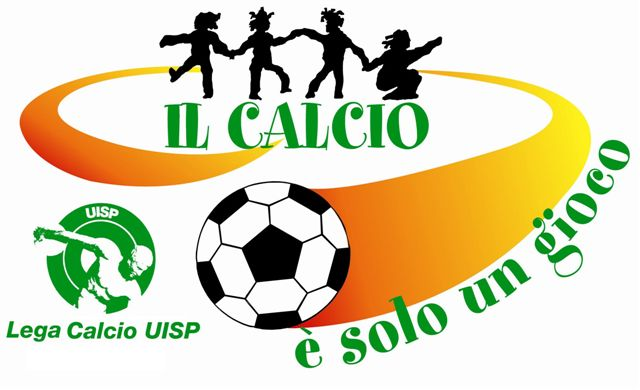 IL CALCIO
è solo un gioco
UISP
Lega Calcio UISP